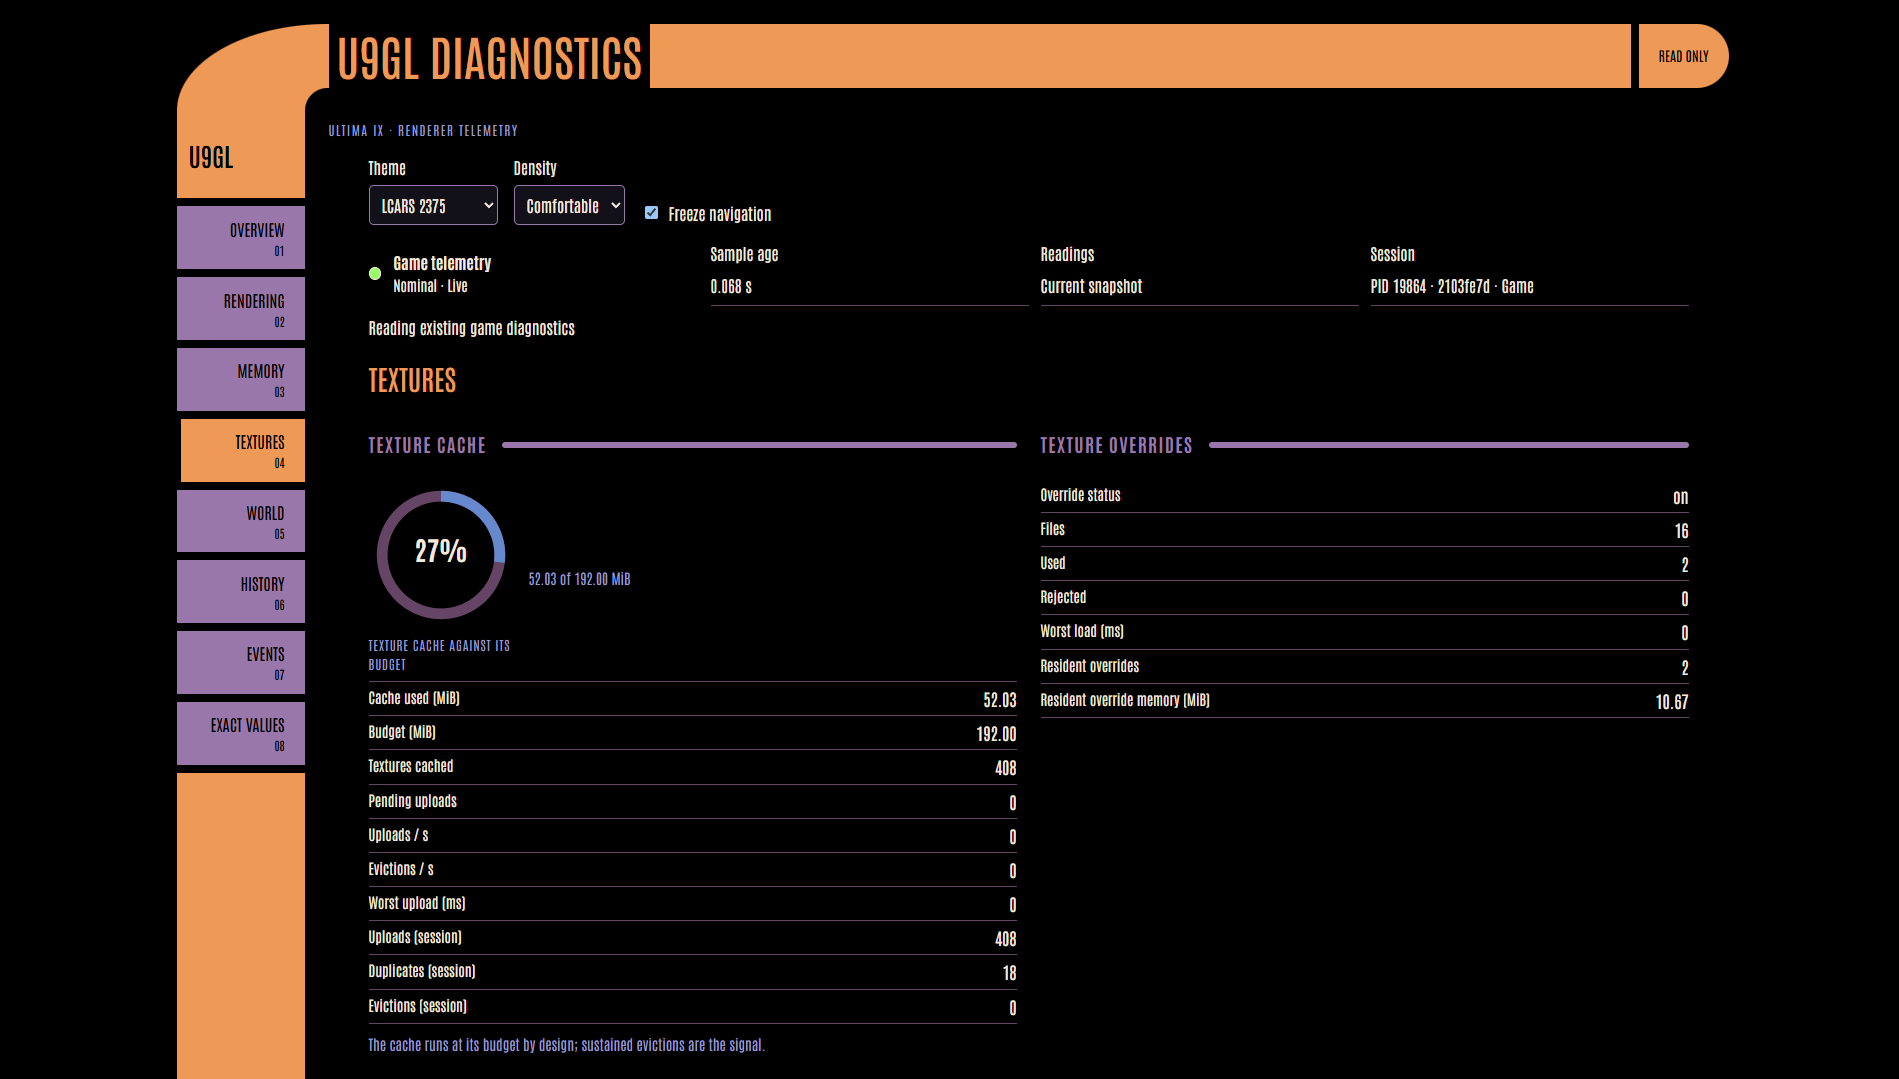 U9GL DIAGNOSTICS
READ ONLY
U9GL
ULTIMA IX · RENDERER TELEMETRY
Theme
Density
LCARS 2375
Comfortable
Freeze navigation
OVERVIEW
01
RENDERING
02
MEMORY
03
TEXTURES
04
WORLD
05
HISTORY
06
EVENTS
07
EXACT VALUES
08
Game telemetry
Nominal · Live
Sample age
0.068 s
Readings
Current snapshot
Session
PID 19864 · 2103fe7d · Game
Reading existing game diagnostics
TEXTURES
TEXTURE CACHE
27%
52.03 of 192.00 MiB
TEXTURE CACHE AGAINST ITS
BUDGET
Cache used (MiB) 52.03
Budget (MiB) 192.00
Textures cached 408
Pending uploads 0
Uploads / s 0
Evictions / s 0
Worst upload (ms) 0
Uploads (session) 408
Duplicates (session) 18
Evictions (session) 0
The cache runs at its budget by design; sustained evictions are the signal.
TEXTURE OVERRIDES
Override status on
Files 16
Used 2
Rejected 0
Worst load (ms) 0
Resident overrides 2
Resident override memory (MiB) 10.67